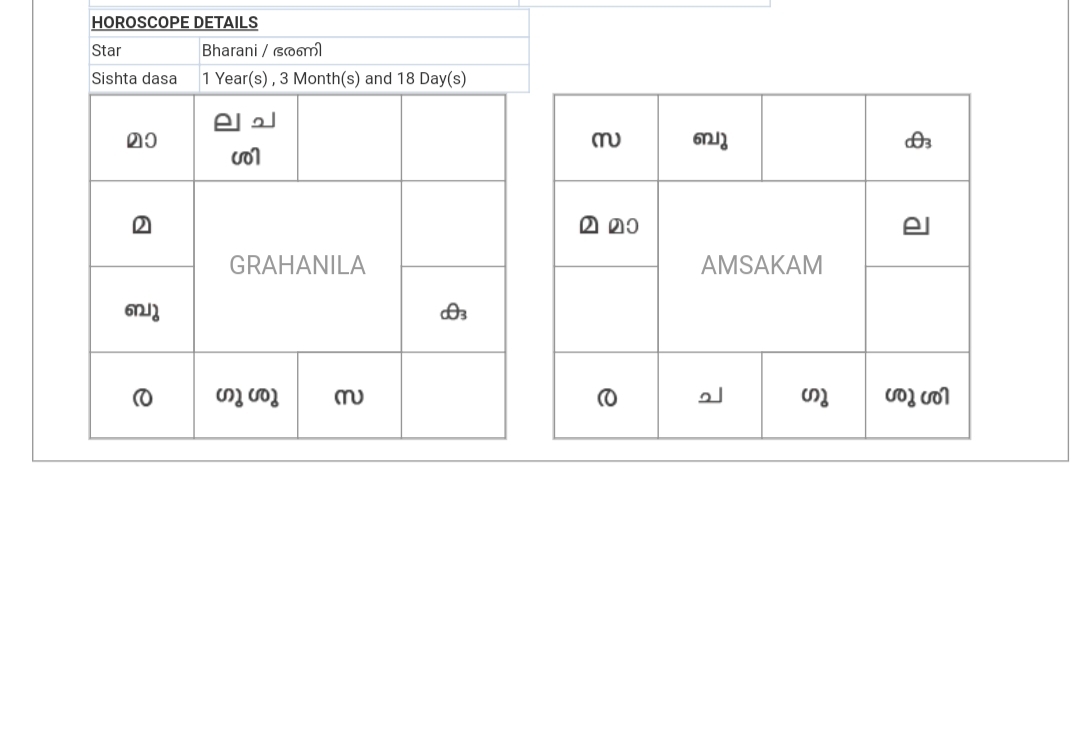 HOROSCOPE DETAILS
Star Bharani / ഭരണി
Sishta dasa 1 Year(s) , 3 Month(s) and 18 Day(s)
മാ ല ച
ശി
മ
GRAHANILA
ബു കു
ര ഗു ശു സ
സ ബു കു
മ മാ ല
AMSAKAM
ര ച ഗു ശു ശി